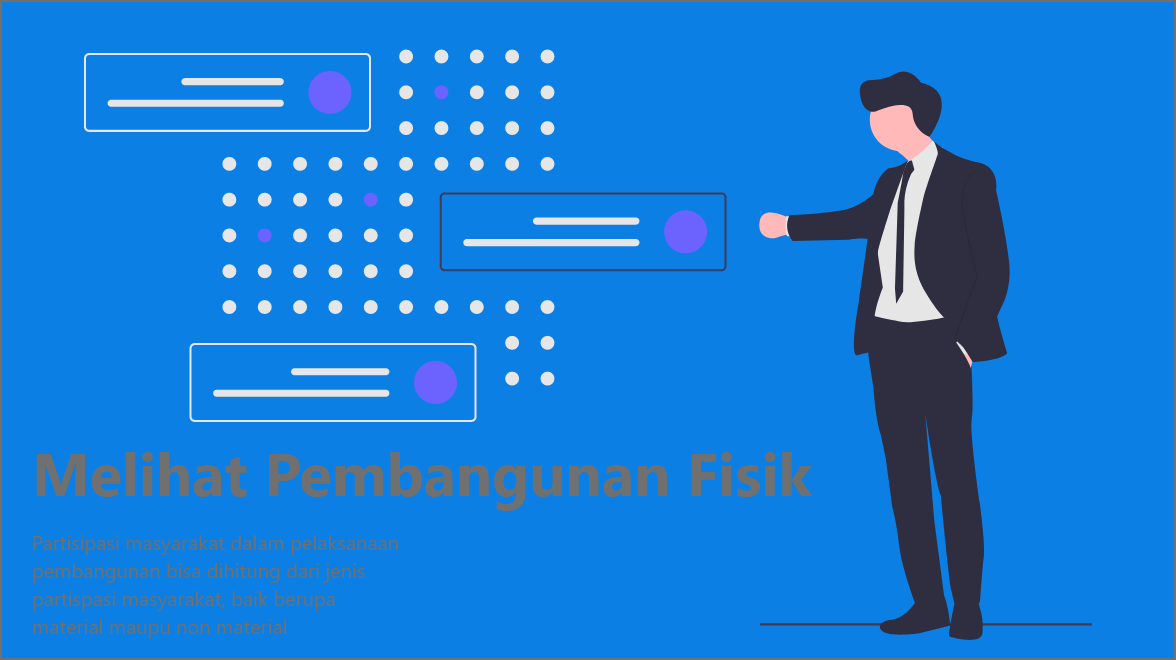 Melihat Pembangunan Fisik
Partisipasi masyarakat dalam pelaksanaan
pembangunan bisa dihitung dari jenis
partispasi masyarakat, baik berupa
material maupu non material